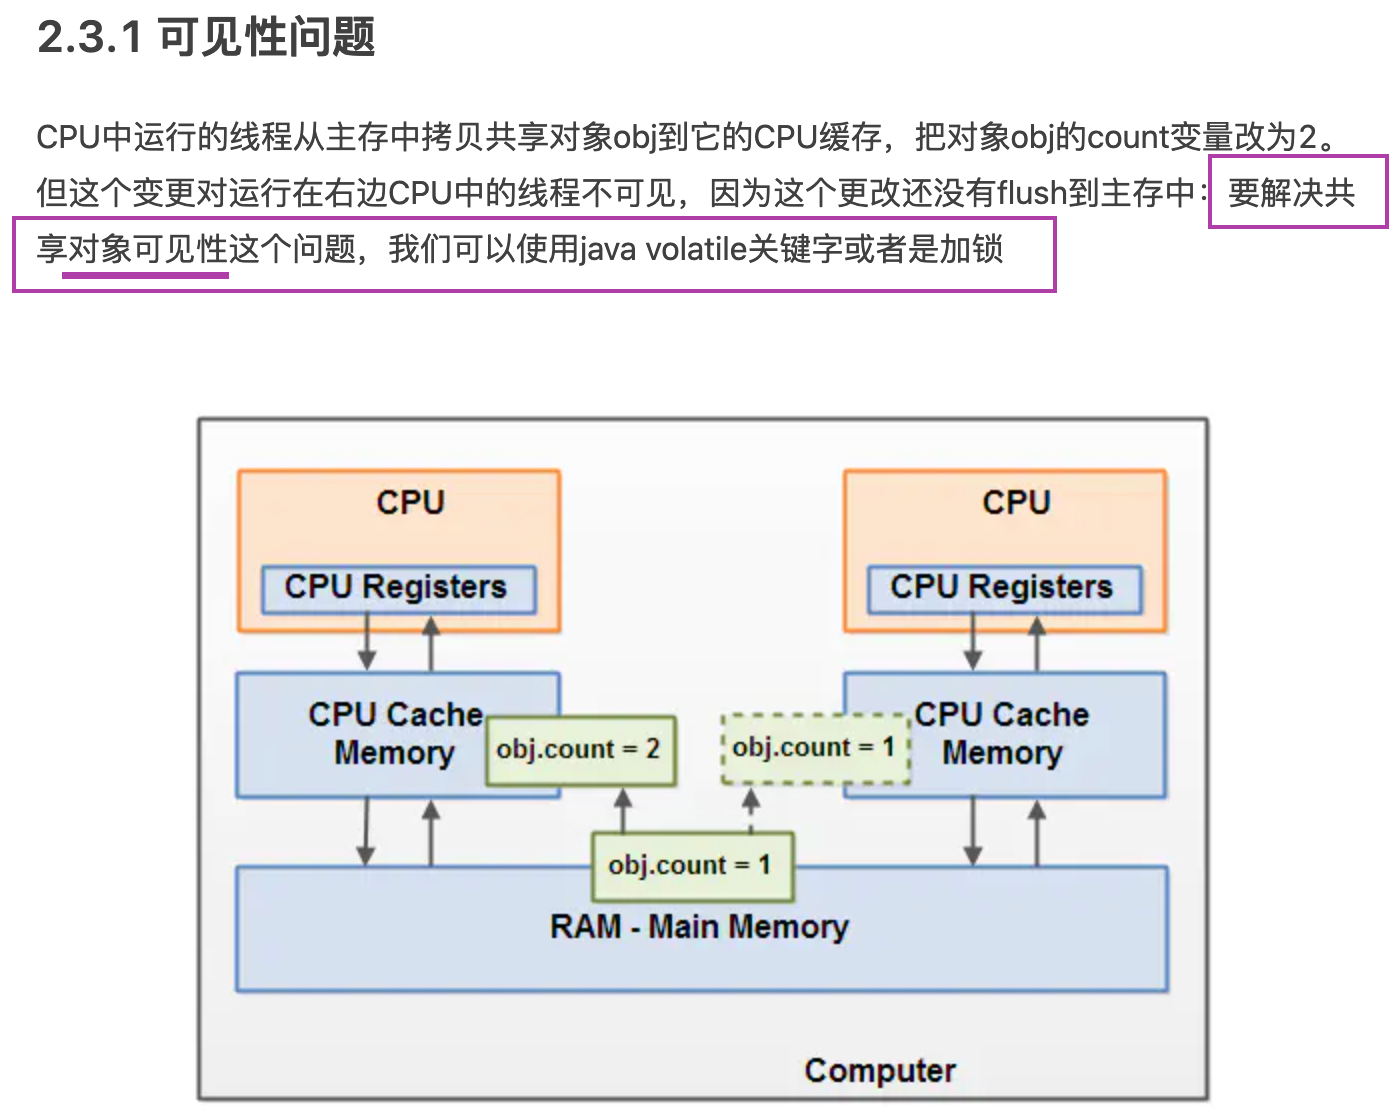 2.3.1 可见性问题
CPU中运行的线程从主存中拷贝共享对象obj到它的CPU缓存，把对象obj的count变量改为2。
但这个变更对运行在右边CPU中的线程不可见，因为这个更改还没有flush到主存中：要解决共
享对象可见性这个问题，我们可以使用java volatile关键字或者是加锁
CPU
CPU
CPU Registers
CPU Registers
CPU Cache
Memory
obj.count = 2
obj.count = 1
CPU Cache
Memory
obj.count = 1
RAM - Main Memory
Computer